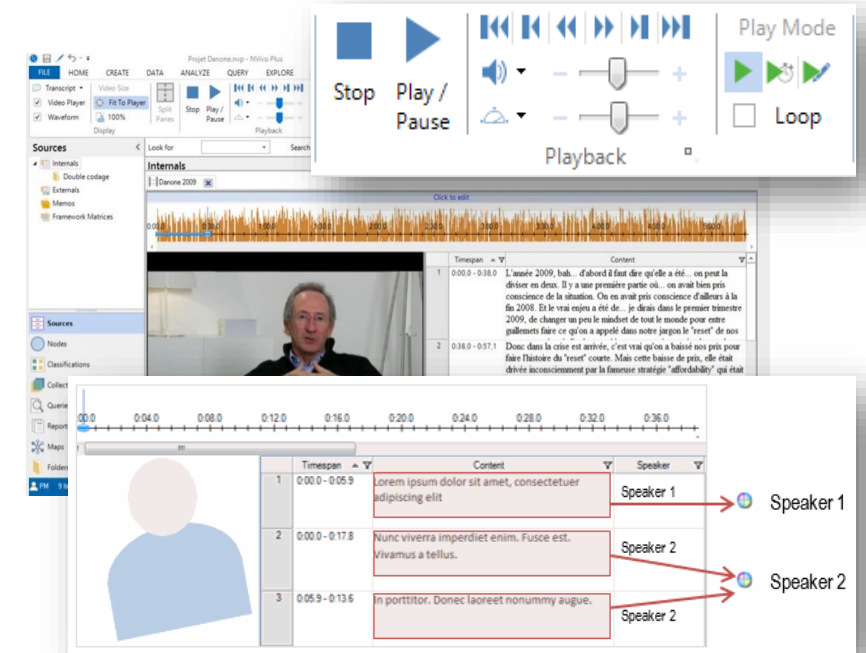 Projet Danone.nvp - NVivo Plus
FILE HOME CREATE DATA ANALYZE QUERY EXPLORE
Transcript
Video Player
Waveform
Video Size
Fit To Player
100%
Display
Split
Panes
Stop
Play /
Pause
Playback
Stop
Play /
Pause
Playback
Play Mode
Loop
Sources
Internals
Double codage
Externals
Memos
Framework Matrices
Look for
Search
Internals
Danone 2009
Click to edit
Timespan Content
1 0:00,0 - 0:38,0 L'année 2009, bah... d'abord il faut dire qu'elle a été... on peut la
diviser en deux. Il y a une première partie où... on avait bien pris
conscience de la situation. On en avait pris conscience d'ailleurs à la
fin 2008. Et le vrai enjeu a été de... je dirais dans le premier trimestre
2009, de changer un peu le mindset de tout le monde pour entre
guillemets faire ce qu'on a appelé dans notre jargon le "reset" de nos
2 0:38,0 - 0:57,1 Donc dans la crise est arrivée, c'est vrai qu'on a baissé nos prix pour
faire l'histoire du "reset" courte. Mais cette baisse de prix, elle était
drivée inconsciemment par la fameuse stratégie "affordability" qui était
Sources
Nodes
Classifications
Collect
Querie
Report
Maps
Folder
PM
00.0 0:04.0 0:08.0 0:12.0 0:16.0 0:20.0 0:24.0 0:28.0 0:32.0 0:36.0
Timespan Content Speaker
1 0:00.0 - 0:05.9 Lorem ipsum dolor sit amet, consectetuer
adipiscing elit
Speaker 1
2 0:00.0 - 0:17.8 Nunc viverra imperdiet enim. Fusce est.
Vivamus a tellus.
Speaker 2
3 0:05.9 - 0:13.6 In porttitor. Donec laoreet nonummy augue.
Speaker 2
Speaker 1
Speaker 2